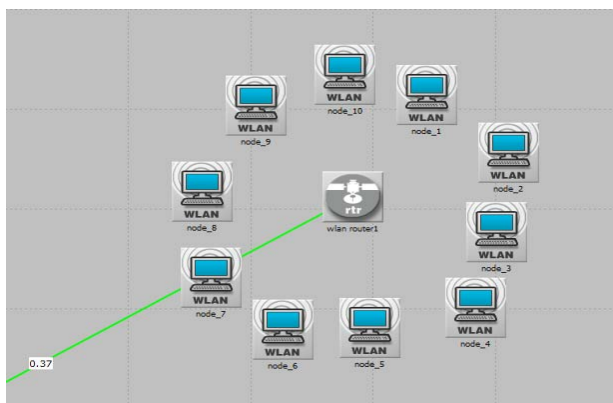 WLAN
node_10
WLAN
node_1
WLAN
node_9
WLAN
node_2
WLAN
node_8
rtr
wlan router1
WLAN
node_3
WLAN
node_7
WLAN
node_4
WLAN
node_6
WLAN
node_5
0.37